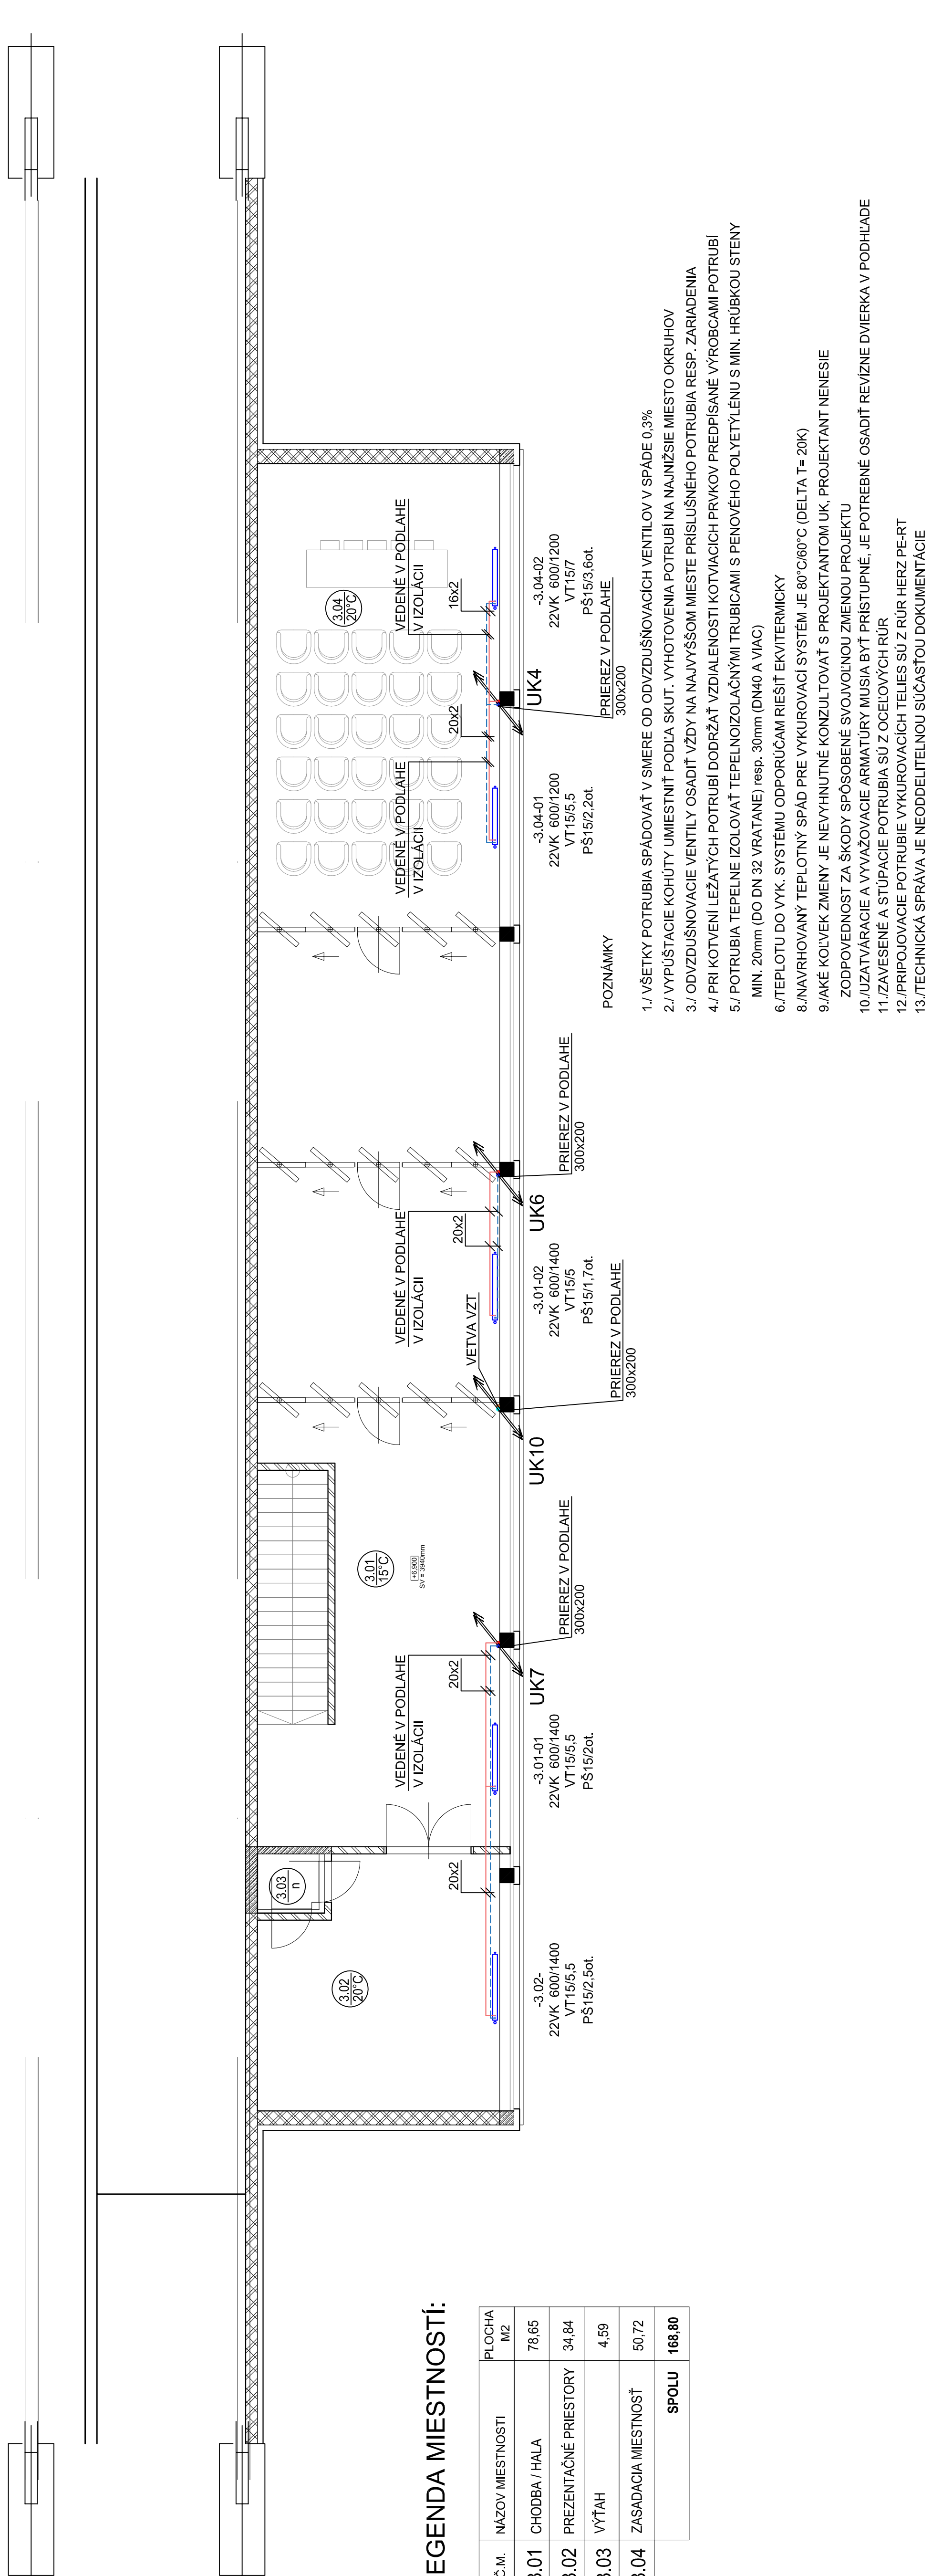 3.04
20°C
VEDENÉ V PODLAHE
V IZOLÁCII
16x2
-3.04-02
22VK 600/1200
VT15/7
PŠ15/3,6ot.
UK4
PRIEREZ V PODLAHE
300x200
20x2
VEDENÉ V PODLAHE
V IZOLÁCII
-3.04-01
22VK 600/1200
VT15/5,5
PŠ15/2,2ot.
PRIEREZ V PODLAHE
300x200
UK6
VEDENÉ V PODLAHE
V IZOLÁCII
20x2
-3.01-02
22VK 600/1400
VT15/5
PŠ15/1,7ot.
VETVA VZT
PRIEREZ V PODLAHE
300x200
UK10
3.01
15°C
+6,900
SV = 3940mm
PRIEREZ V PODLAHE
300x200
UK7
VEDENÉ V PODLAHE
V IZOLÁCII
20x2
-3.01-01
22VK 600/1400
VT15/5,5
PŠ15/2ot.
3.03
n
20x2
3.02
20°C
-3.02-
22VK 600/1400
VT15/5,5
PŠ15/2,5ot.
POZNÁMKY
1./ VŠETKY POTRUBIA SPÁDOVAŤ V SMERE OD ODVZDUŠŇOVACÍCH VENTILOV V SPÁDE 0,3%
2./ VYPÚŠTACIE KOHÚTY UMIESTNIŤ PODĽA SKUT. VYHOTOVENIA POTRUBÍ NA NAJNIŽŠIE MIESTO OKRUHOV
3./ ODVZDUŠNOVACIE VENTILY OSADIŤ VŽDY NA NAJVYŠŠOM MIESTE PRÍSLUŠNÉHO POTRUBIA RESP. ZARIADENIA
4./ PRI KOTVENÍ LEŽATÝCH POTRUBÍ DODRŽAŤ VZDIALENOSTI KOTVIACICH PRVKOV PREDPÍSANÉ VÝROBCAMI POTRUBÍ
5./ POTRUBIA TEPELNE IZOLOVAŤ TEPELNOIZOLAČNÝMI TRUBICAMI S PENOVÉHO POLYETYLÉNU S MIN. HRÚBKOU STENY
MIN. 20mm (DO DN 32 VRATANE) resp. 30mm (DN40 A VIAC)
6./TEPLOTU DO VYK. SYSTÉMU ODPORÚČAM RIEŠIŤ EKVITERMICKY
8./NAVRHOVANÝ TEPLOTNÝ SPÁD PRE VYKUROVACÍ SYSTÉM JE 80°C/60°C (DELTA T= 20K)
9./AKÉ KOĽVEK ZMENY JE NEVYHNUTNÉ KONZULTOVAŤ S PROJEKTANTOM UK, PROJEKTANT NENESIE
ZODPOVEDNOST ZA ŠKODY SPÔSOBENÉ SVOJVOĽNOU ZMENOU PROJEKTU
10./UZATVÁRACIE A VYVAŽOVACIE ARMATÚRY MUSIA BYŤ PRÍSTUPNÉ, JE POTREBNÉ OSADIŤ REVÍZNE DVIERKA V PODHĽADE
11./ZAVESENÉ A STÚPACIE POTRUBIA SÚ Z OCEĽOVÝCH RÚR
12./PRIPOJOVACIE POTRUBIE VYKUROVACÍCH TELIES SÚ Z RÚR HERZ PE-RT
13./TECHNICKÁ SPRÁVA JE NEODDELITELNOU SÚČASŤOU DOKUMENTÁCIE
EGENDA MIESTNOSTÍ:
Č.M. NÁZOV MIESTNOSTI PLOCHA M2
3.01 CHODBA / HALA 78,65
3.02 PREZENTAČNÉ PRIESTORY 34,84
3.03 VÝŤAH 4,59
3.04 ZASADACIA MIESTNOSŤ 50,72
SPOLU 168,80